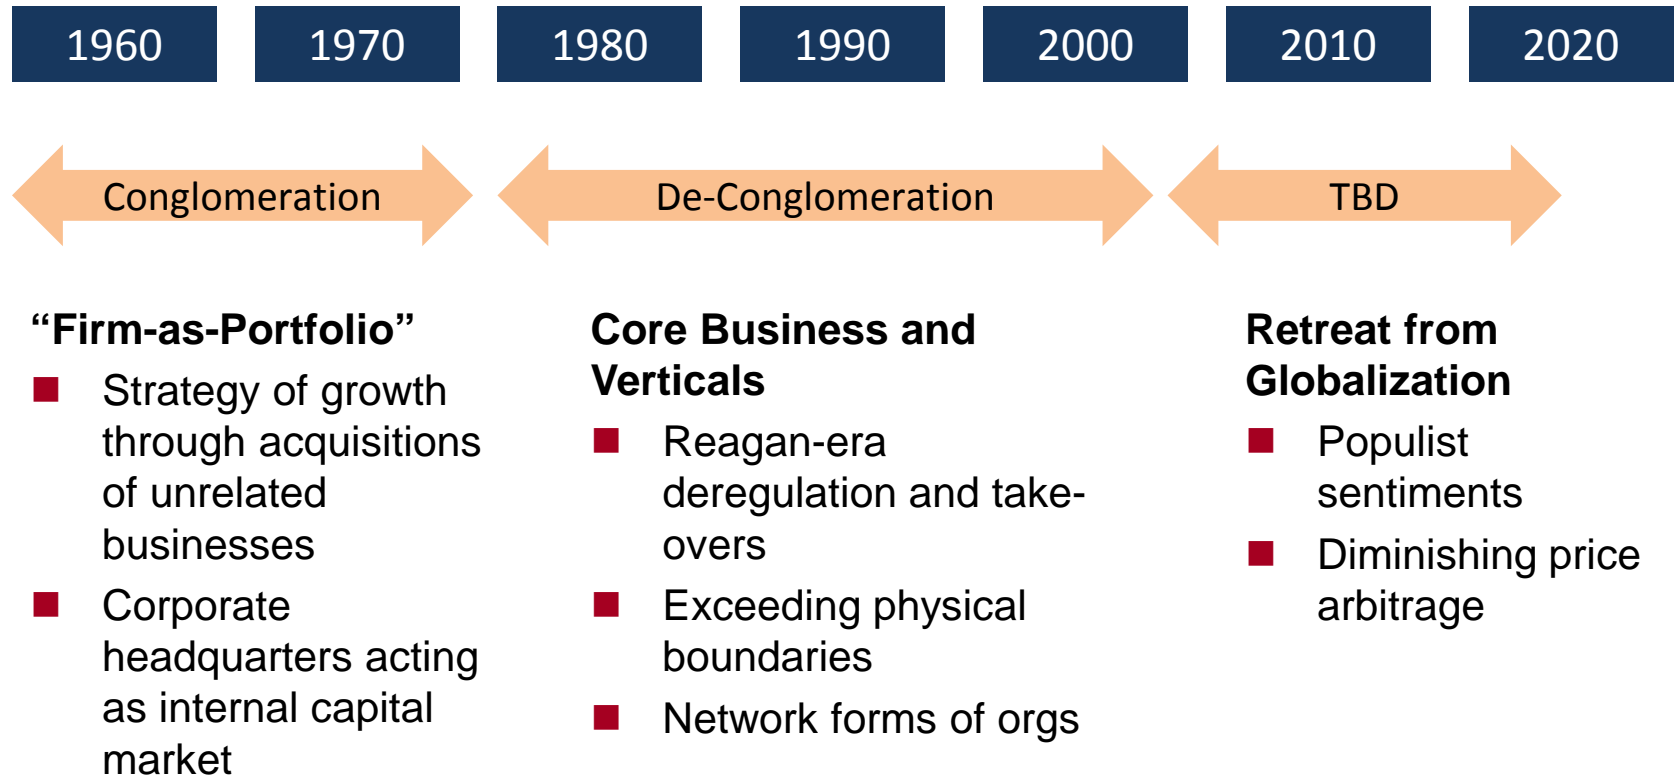 1960 1970 1980 1990 2000 2010 2020
Conglomeration De-Conglomeration TBD
“Firm-as-Portfolio”
Strategy of growth
through acquisitions
of unrelated
businesses
Corporate
headquarters acting
as internal capital
market
Core Business and
Verticals
Reagan-era
deregulation and take-
overs
Exceeding physical
boundaries
Network forms of orgs
Retreat from
Globalization
Populist
sentiments
Diminishing price
arbitrage